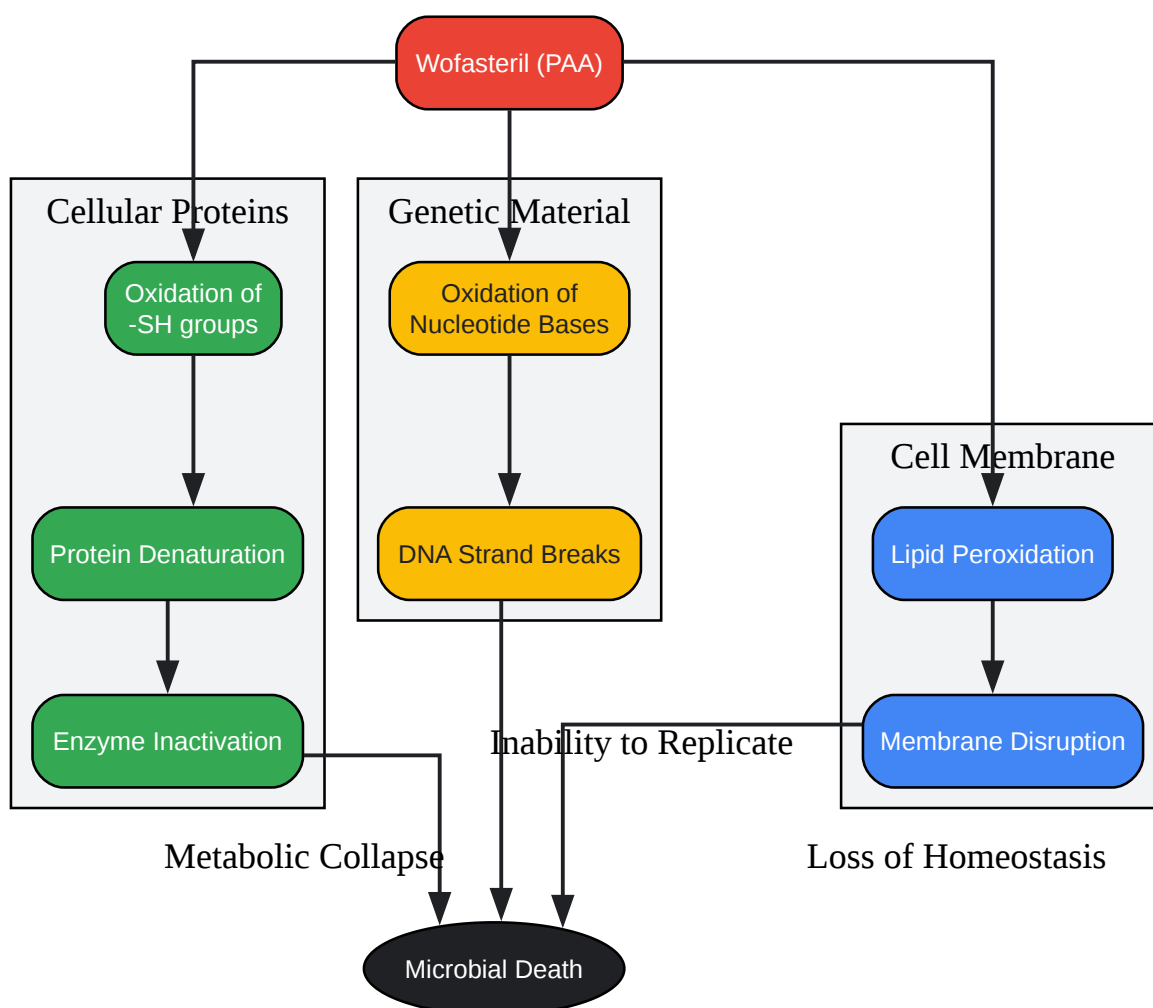 Wofasteril (PAA)
Cellular Proteins
Genetic Material
Oxidation of
-SH groups
Oxidation of
Nucleotide Bases
Cell Membrane
Protein Denaturation
DNA Strand Breaks
Lipid Peroxidation
Enzyme Inactivation
Inability to Replicate
Membrane Disruption
Metabolic Collapse
Loss of Homeostasis
Microbial Death